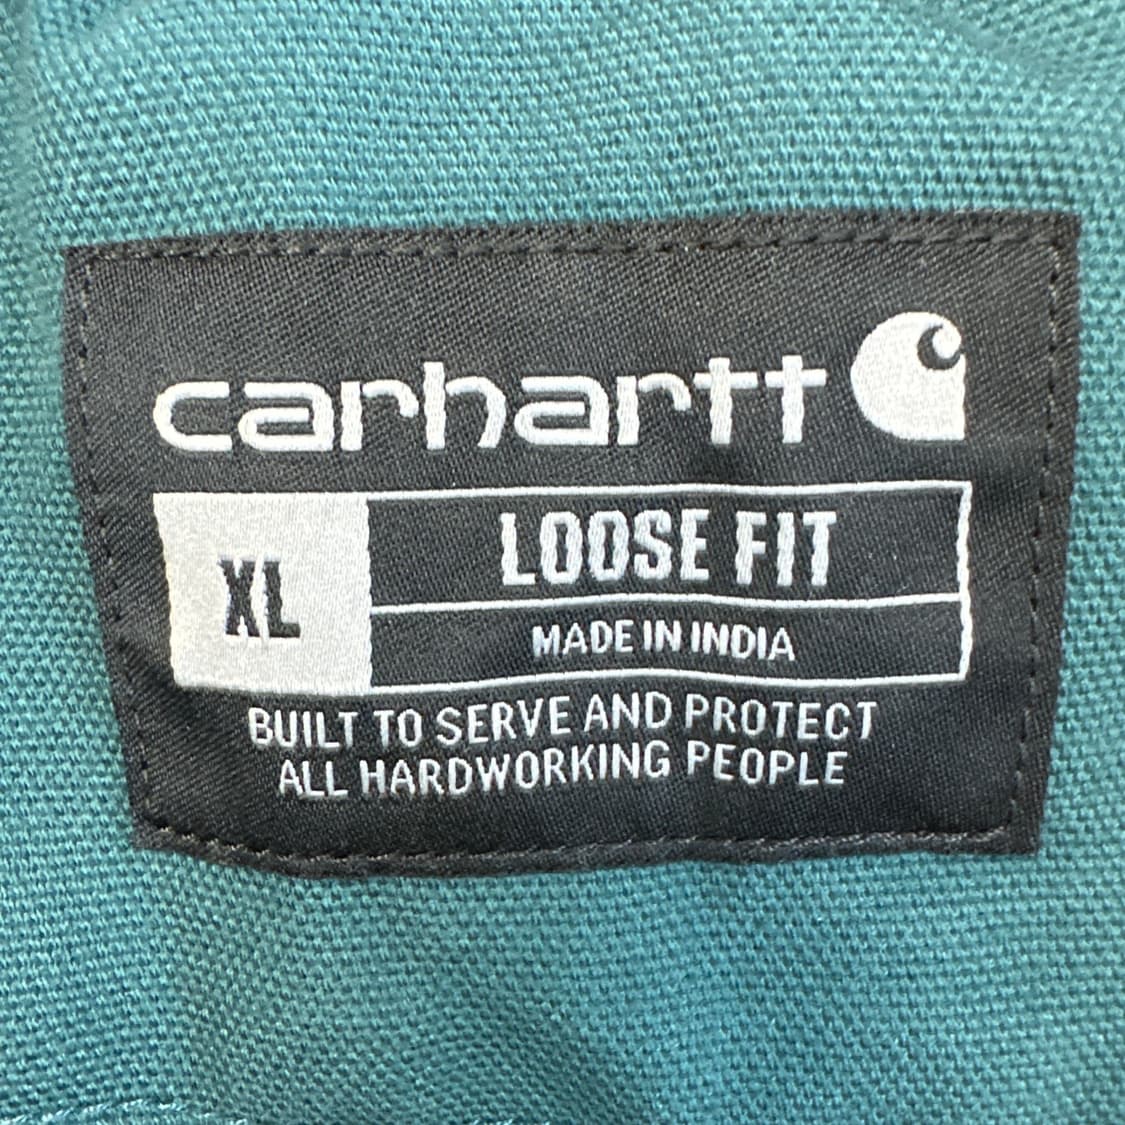 carhartt
XL
LOOSE FIT
MADE IN INDIA
BUILT TO SERVE AND PROTECT
ALL HARDWORKING PEOPLE